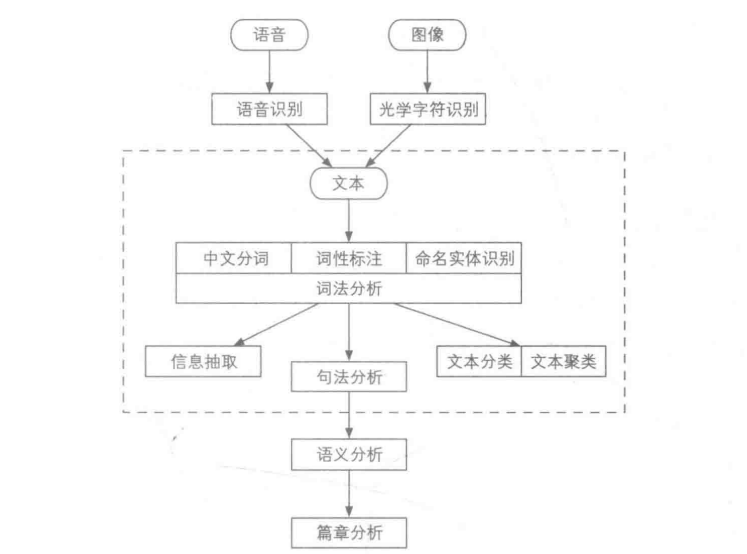 语音
图像
语音识别
光学字符识别
文本
中文分词
词性标注
命名实体识别
词法分析
信息抽取
句法分析
文本分类
文本聚类
语义分析
篇章分析